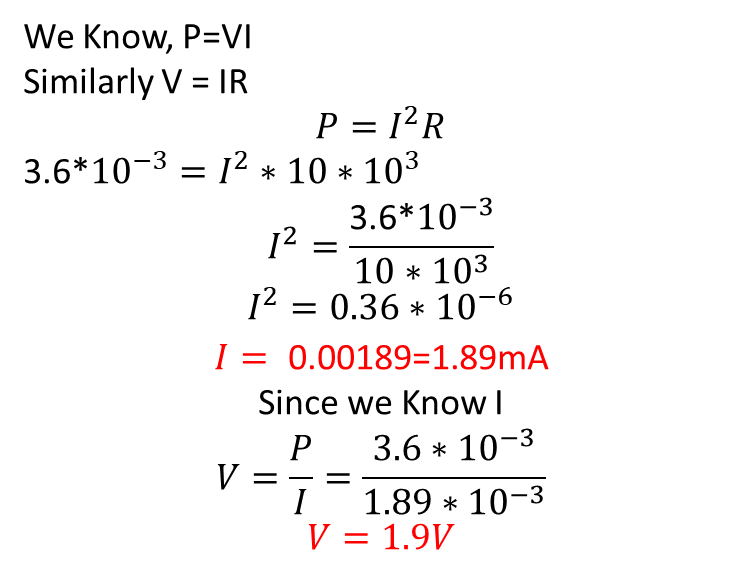 We Know, P=VI
Similarly V = IR
P = I²R
3.6*10⁻³ = I² ∗ 10 ∗ 10³
I² = 3.6*10⁻³ / 10 ∗ 10³
I² = 0.36 ∗ 10⁻⁶
I = 0.00189=1.89mA
Since we Know I
V = P/I = 3.6 ∗ 10⁻³ / 1.89 ∗ 10⁻³
V = 1.9V